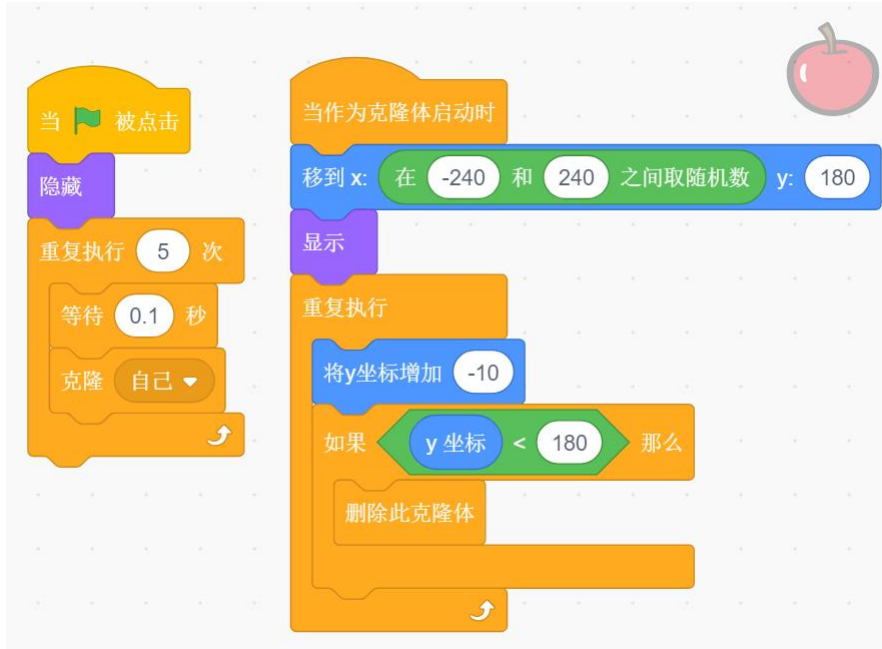 当 被点击
隐藏
重复执行 5 次
等待 0.1 秒
克隆 自己
当作为克隆体启动时
移到 x: 在 -240 和 240 之间取随机数 y: 180
显示
重复执行
将y坐标增加 -10
如果 y 坐标 < 180 那么
删除此克隆体